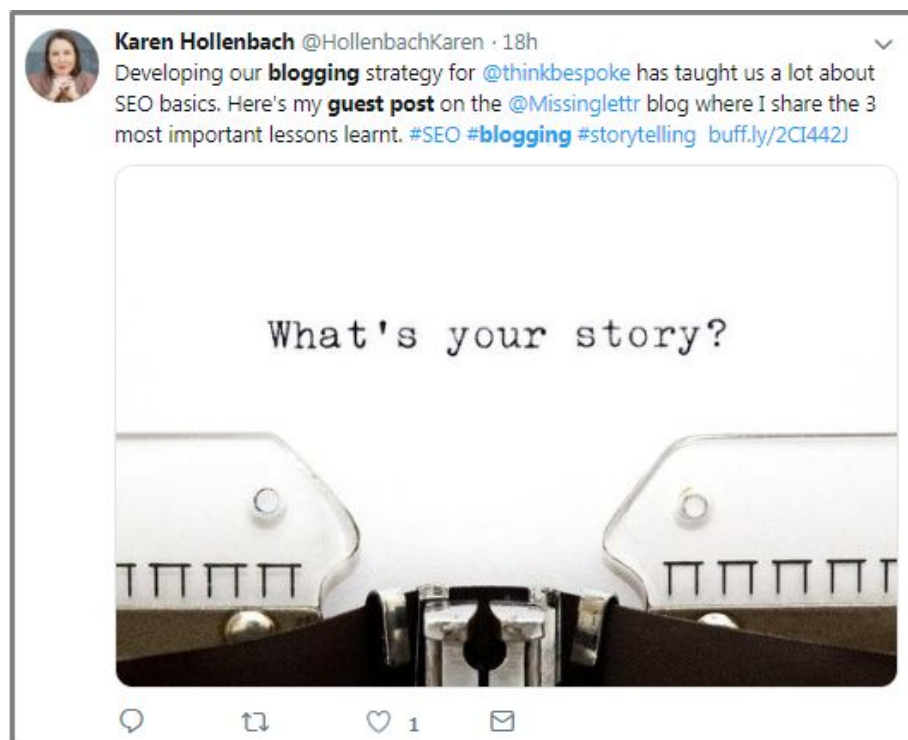 Karen Hollenbach @HollenbachKaren · 18h
Developing our blogging strategy for @thinkbespoke has taught us a lot about
SEO basics. Here's my guest post on the @Missinglettr blog where I share the 3
most important lessons learnt. #SEO #blogging #storytelling buff.ly/2CI442J
What's your story?
1